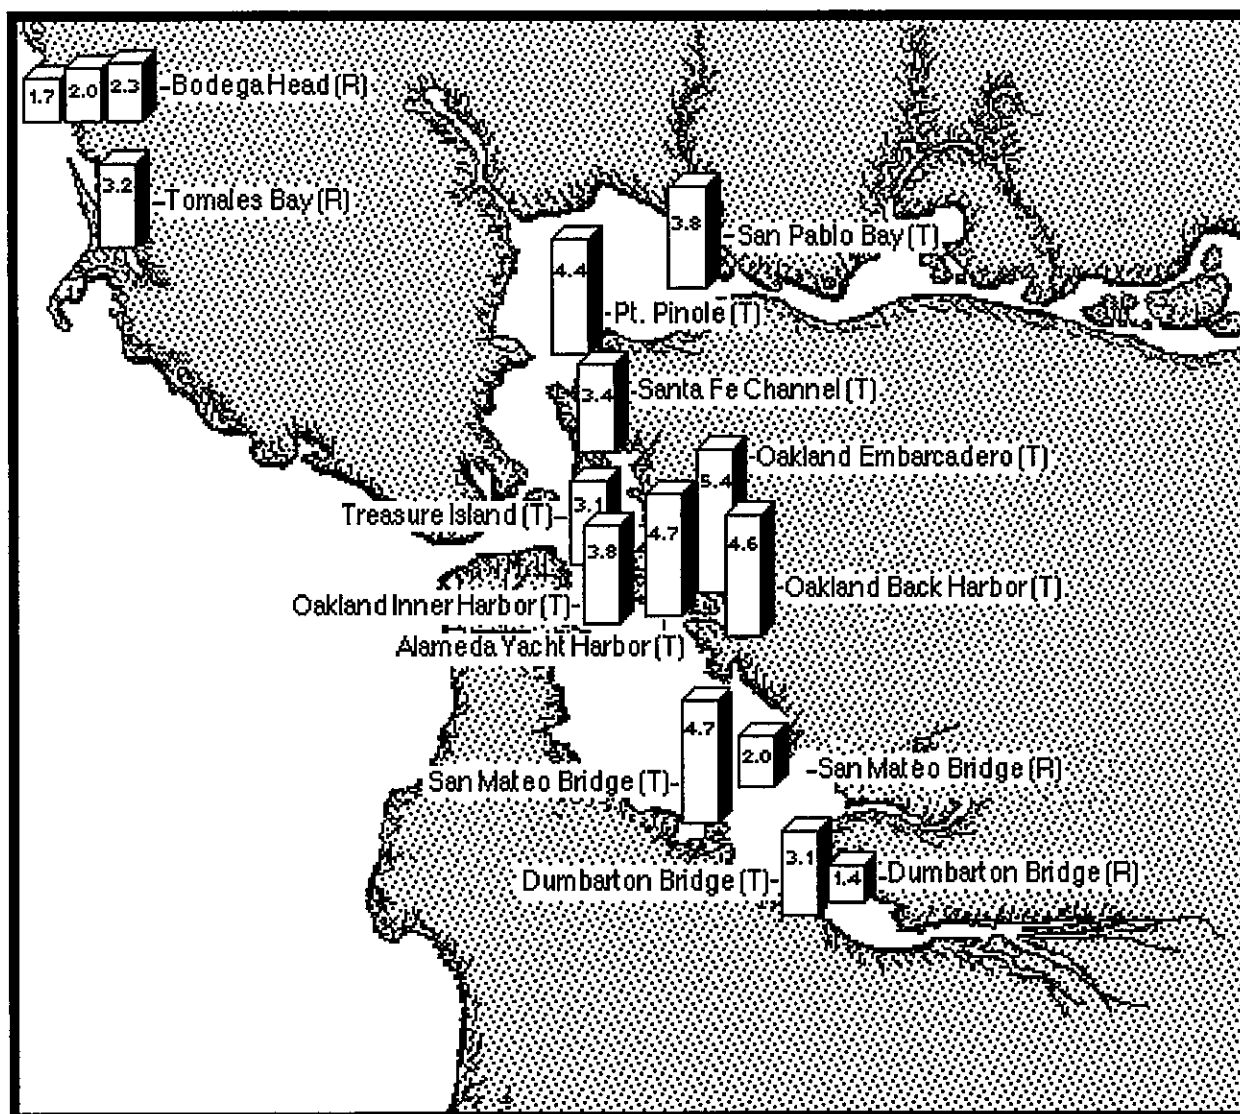 1.7 2.0 2.3 -Bodega Head (R)
3.2 -Tomales Bay (R)
3.8 -San Pablo Bay (T)
4.4 -Pt. Pinole (T)
3.4 -Santa Fe Channel (T)
5.4 -Oakland Embarcadero (T)
Treasure Island (T)- 3.1
4.7
4.6 -Oakland Back Harbor (T)
Oakland Inner Harbor (T)- 3.8
Alameda Yacht Harbor (T)
San Mateo Bridge (T)- 4.7
2.0 -San Mateo Bridge (R)
Dumbarton Bridge (T)- 3.1
1.4 -Dumbarton Bridge (R)